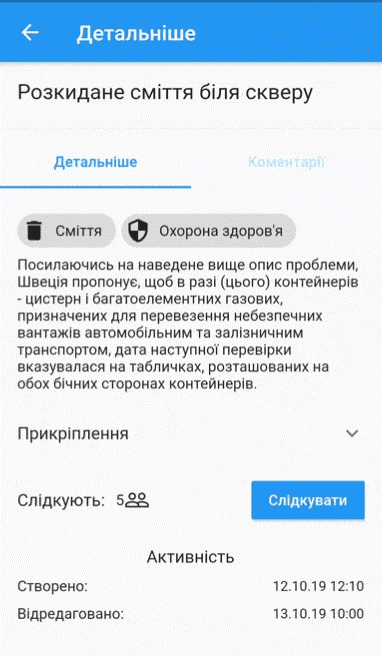 Детальніше
Розкидане сміття біля скверу
Детальніше
Коментарії
Сміття
Охорона здоров'я
Посилаючись на наведене вище опис проблеми,
Швеція пропонує, щоб в разі (цього) контейнерів
- цистерн і багатоелементних газових,
призначених для перевезення небезпечних
вантажів автомобільним та залізничним
транспортом, дата наступної перевірки
вказувалася на табличках, розташованих на
обох бічних сторонах контейнерів.
Прикріплення
Слідкують: 5
Слідкувати
Активність
Створено: 12.10.19 12:10
Відредаговано: 13.10.19 10:00